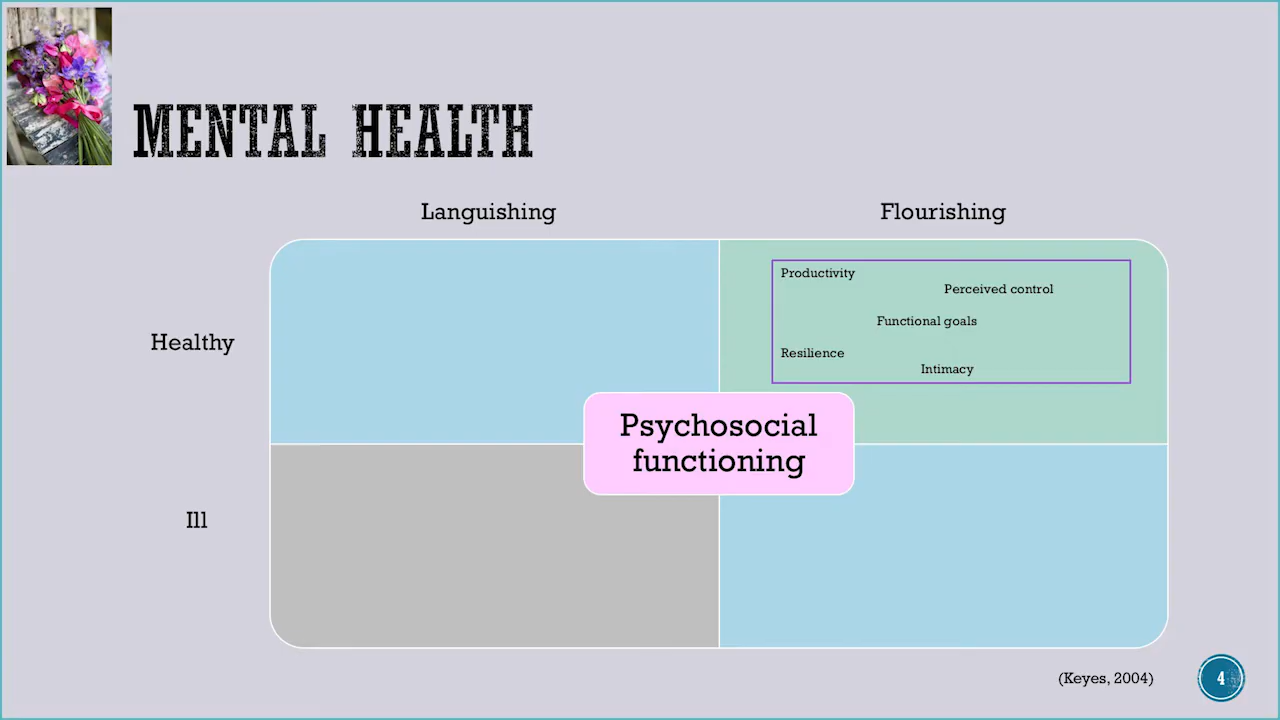 MENTAL HEALTH
Languishing
Flourishing
Healthy
Productivity
Perceived control
Functional goals
Resilience
Intimacy
Psychosocial
functioning
Ill
(Keyes, 2004)
4